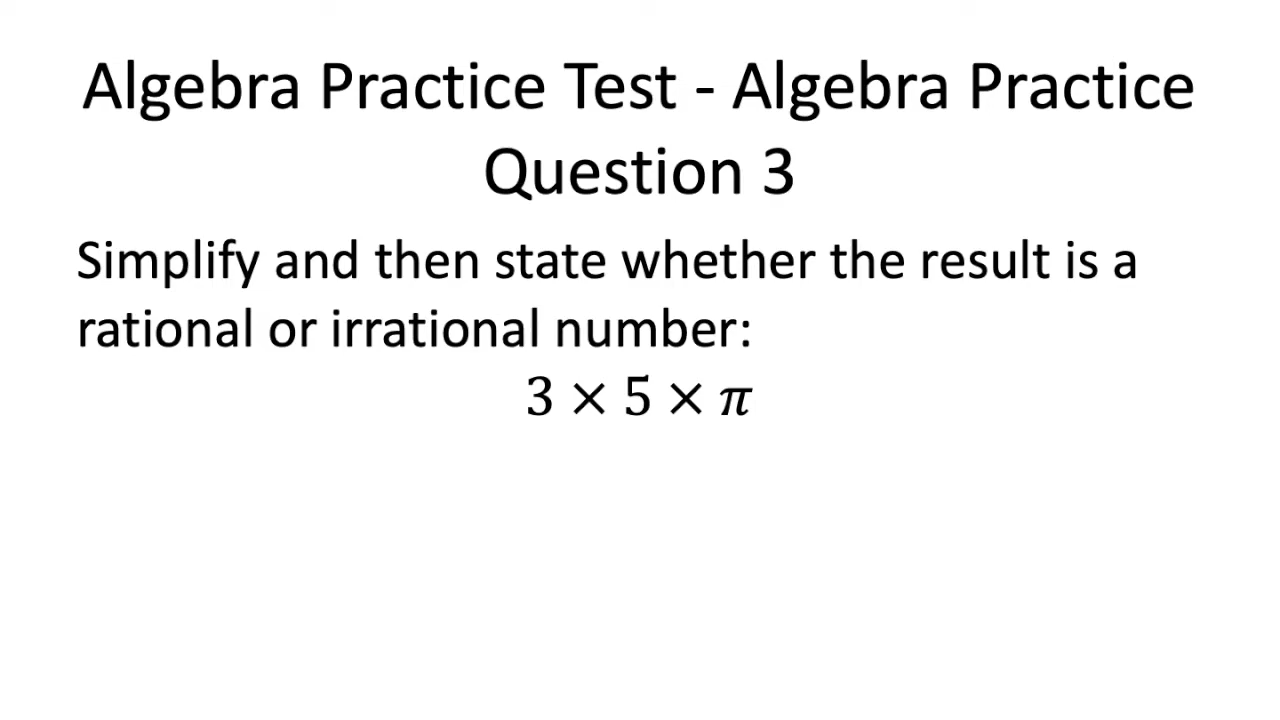 Algebra Practice Test - Algebra Practice
Question 3
Simplify and then state whether the result is a
rational or irrational number:
3 × 5 × π